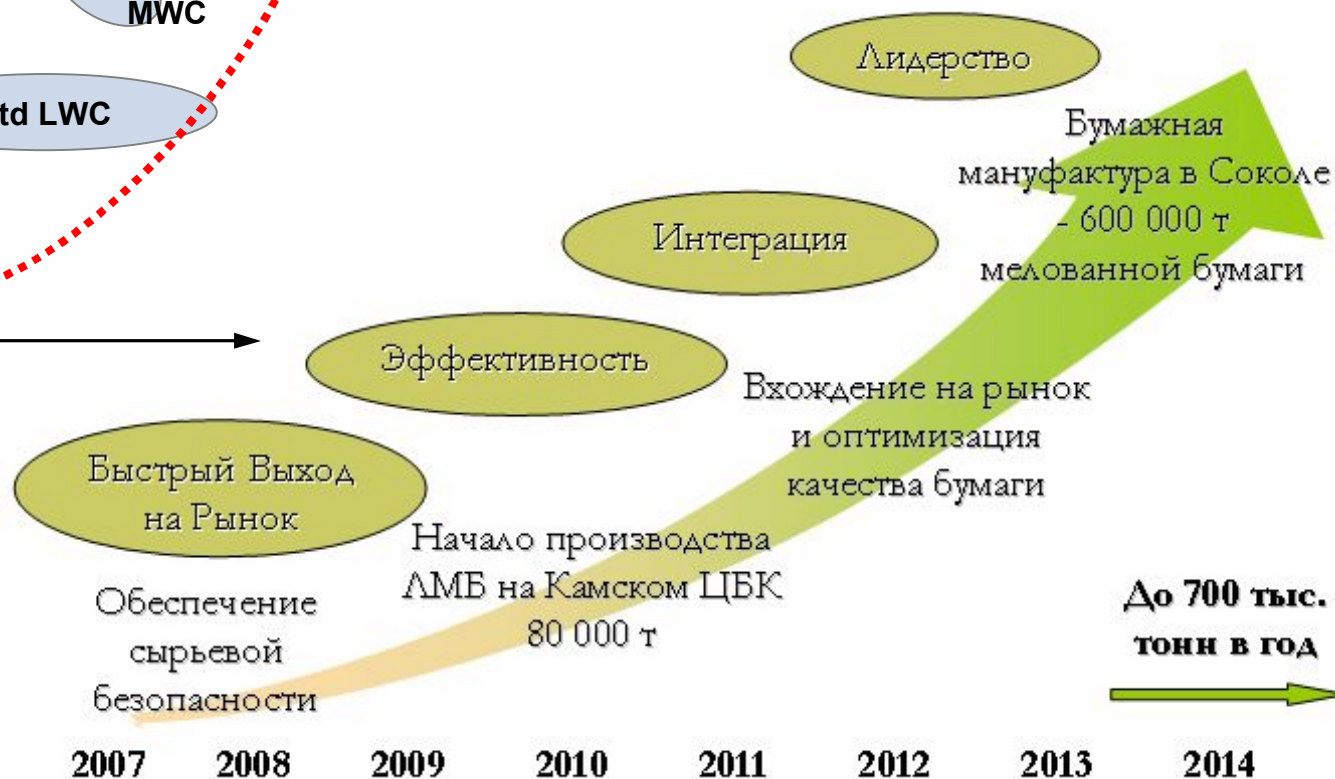 MWC
td LWC
Лидерство
Бумажная
мануфактура в Соколе
- 600 000 т
мелованной бумаги
Интеграция
Эффективность
Вхождение на рынок
и оптимизация
качества бумаги
Быстрый Выход
на Рынок
Начало производства
ЛМБ на Камском ЦБК
80 000 т
Обеспечение
сырьевой
безопасности
До 700 тыс.
тонн в год
2007 2008 2009 2010 2011 2012 2013 2014